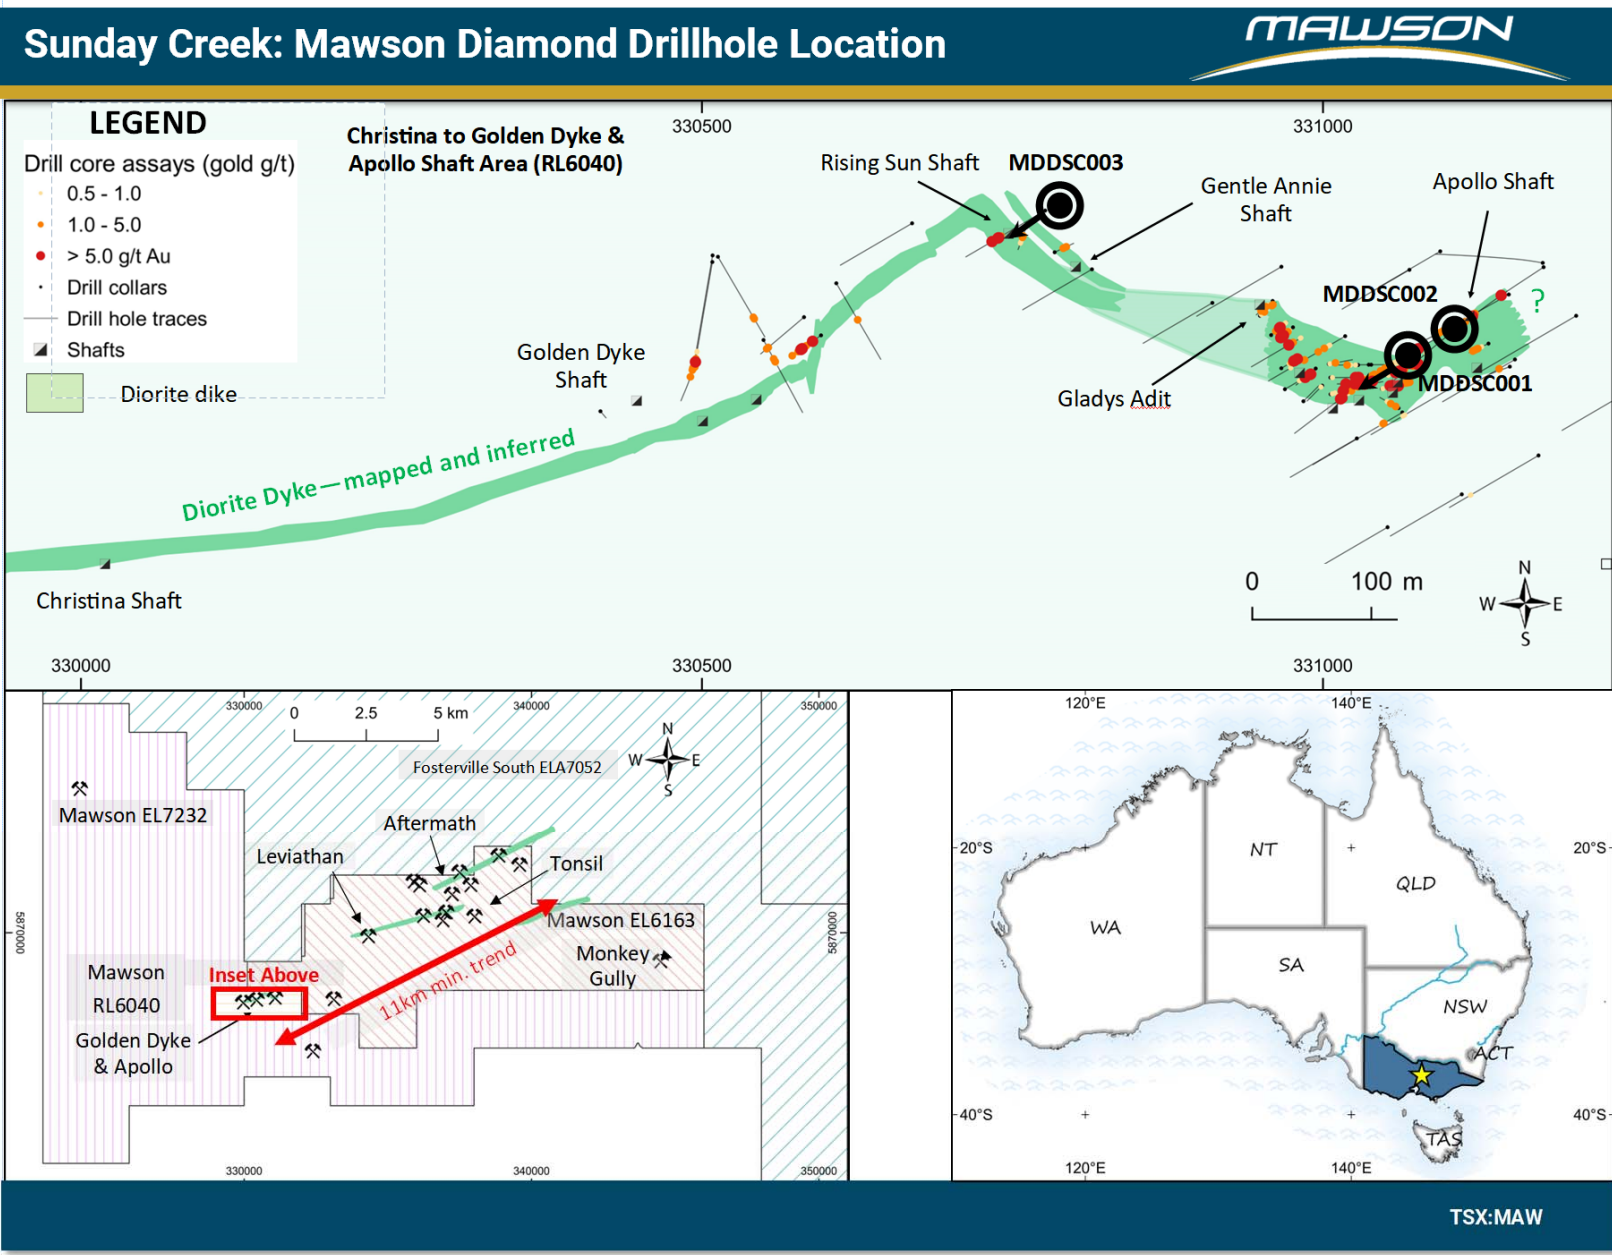 Sunday Creek: Mawson Diamond Drillhole Location
MAWSON
LEGEND
Drill core assays (gold g/t)
0.5 - 1.0
1.0 - 5.0
> 5.0 g/t Au
Drill collars
Drill hole traces
Shafts
Diorite dike
Christina to Golden Dyke &
Apollo Shaft Area (RL6040)
330500
331000
Rising Sun Shaft
MDDSC003
Gentle Annie
Shaft
Apollo Shaft
MDDSC002
?
Golden Dyke
Shaft
Gladys Adit
MDDSC001
Diorite Dyke—mapped and inferred
Christina Shaft
0 100 m
N
W E
S
330000
330500
331000
330000
340000
350000
0 2.5 5 km
N
W E
S
Fosterville South ELA7052
Mawson EL7232
Aftermath
Leviathan
Tonsil
Mawson EL6163
Monkey
Gully
5870000
5870000
Mawson
RL6040
Inset Above
11km min. trend
Golden Dyke
& Apollo
330000
340000
350000
120°E
140°E
20°S
20°S
NT
QLD
WA
SA
NSW
ACT
TAS
40°S
40°S
120°E
140°E
TSX:MAW